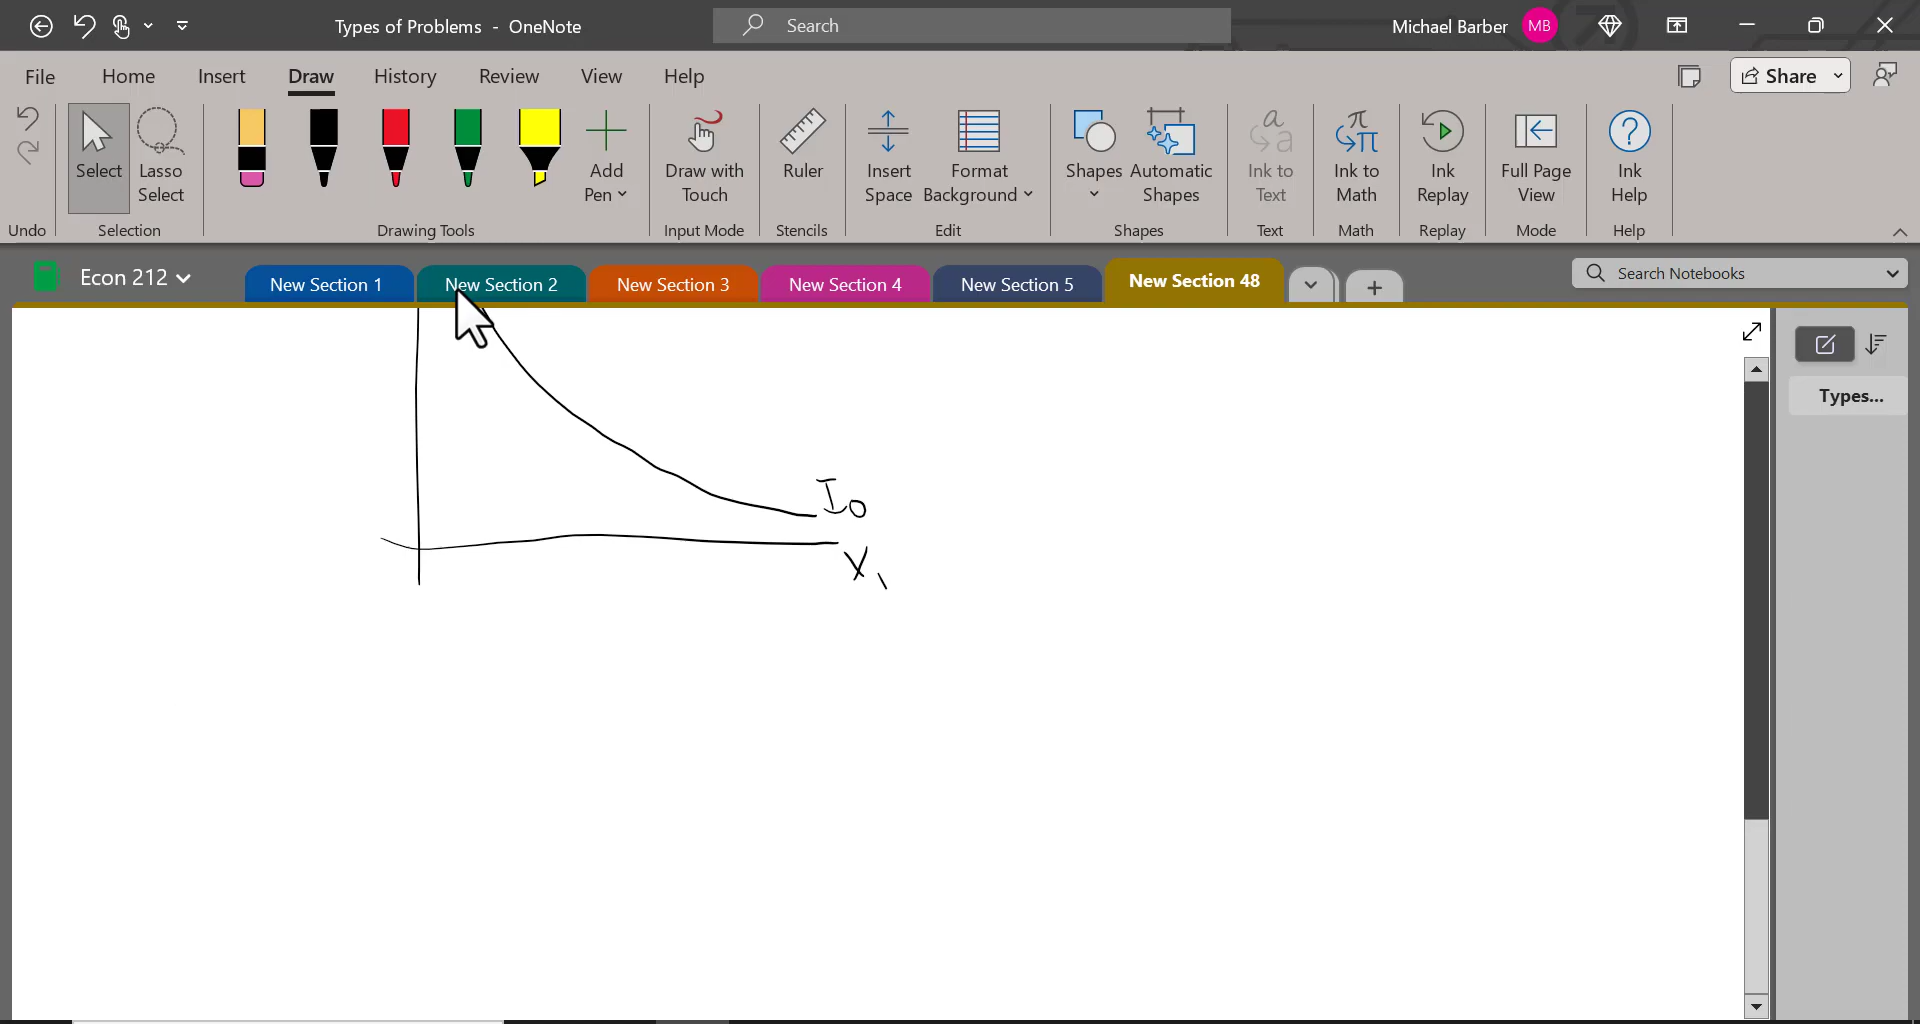 Types of Problems - OneNote
Search
Michael Barber
MB
File
Home
Insert
Draw
History
Review
View
Help
Share
Select
Lasso
Select
Add
Pen
Draw with
Touch
Ruler
Insert
Space
Format
Background
Shapes
Automatic
Shapes
Ink to
Text
Ink to
Math
Ink
Replay
Full Page
View
Ink
Help
Undo
Selection
Drawing Tools
Input Mode
Stencils
Edit
Shapes
Text
Math
Replay
Mode
Help
Econ 212
New Section 1
New Section 2
New Section 3
New Section 4
New Section 5
New Section 48
Search Notebooks
Types...
I₀
X₁